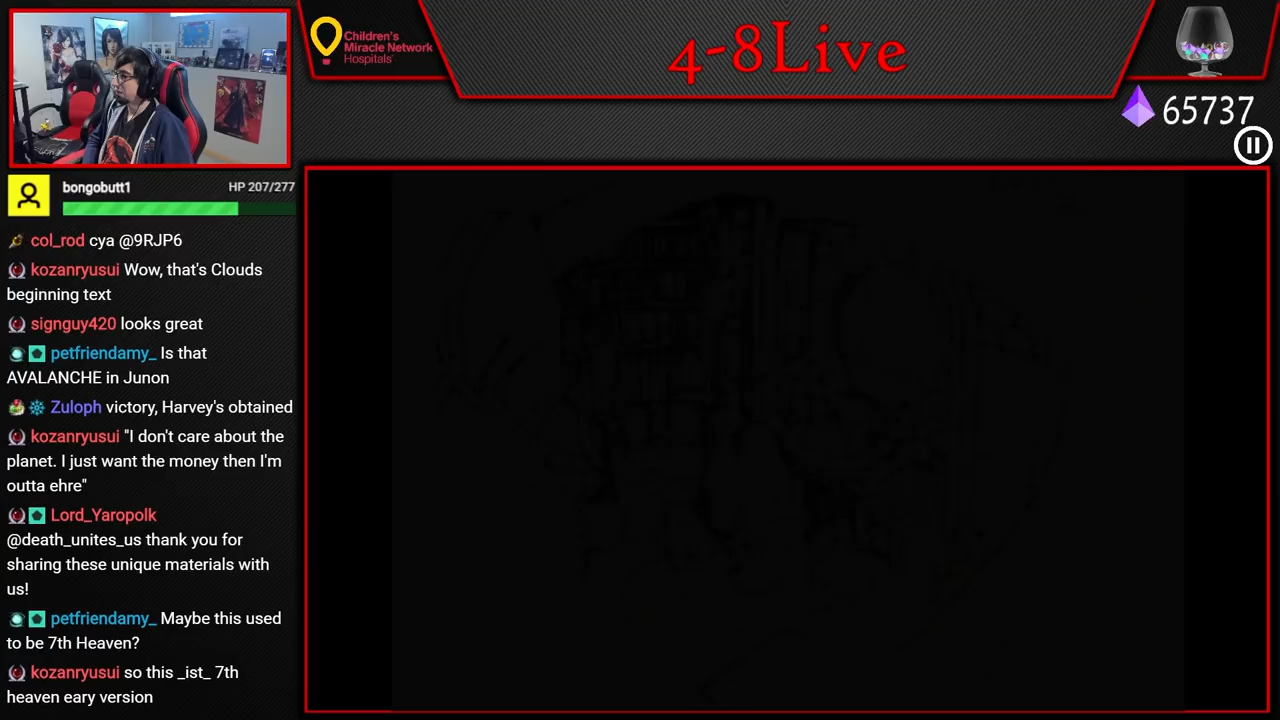 Children's
Miracle Network
Hospitals
4-8Live
65737
bongobutt1 HP 207/277
col_rod cya @9RJP6
kozanryusui Wow, that's Clouds
beginning text
signguy420 looks great
petfriendamy_ Is that
AVALANCHE in Junon
Zuloph victory, Harvey's obtained
kozanryusui "I don't care about the
planet. I just want the money then I'm
outta ehre"
Lord_Yaropolk
@death_unites_us thank you for
sharing these unique materials with
us!
petfriendamy_ Maybe this used
to be 7th Heaven?
kozanryusui so this _ist_ 7th
heaven eary version